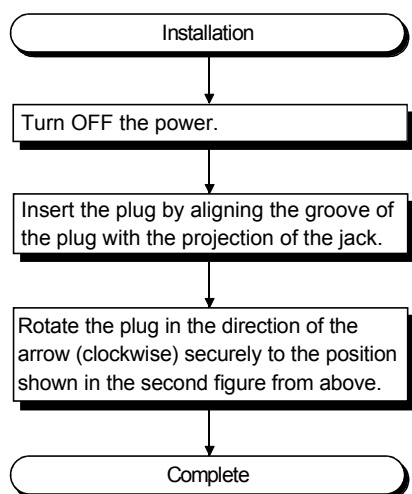 Installation
Turn OFF the power.
Insert the plug by aligning the groove of
the plug with the projection of the jack.
Rotate the plug in the direction of the
arrow (clockwise) securely to the position
shown in the second figure from above.
Complete